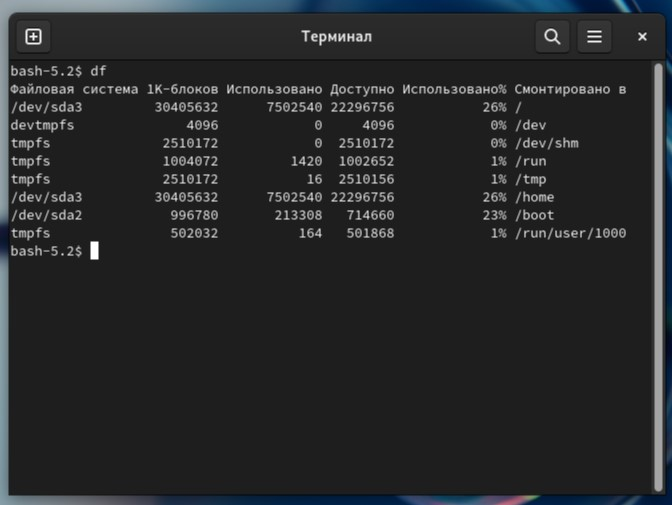 Терминал
bash-5.2$ df
Файловая система 1K-блоков Использовано Доступно Использовано% Смонтировано в
/dev/sda3 30405632 7502540 22296756 26% /
devtmpfs 4096 0 4096 0% /dev
tmpfs 2510172 0 2510172 0% /dev/shm
tmpfs 1004072 1420 1002652 1% /run
tmpfs 2510172 16 2510156 1% /tmp
/dev/sda3 30405632 7502540 22296756 26% /home
/dev/sda2 996780 213308 714660 23% /boot
tmpfs 502032 164 501868 1% /run/user/1000
bash-5.2$